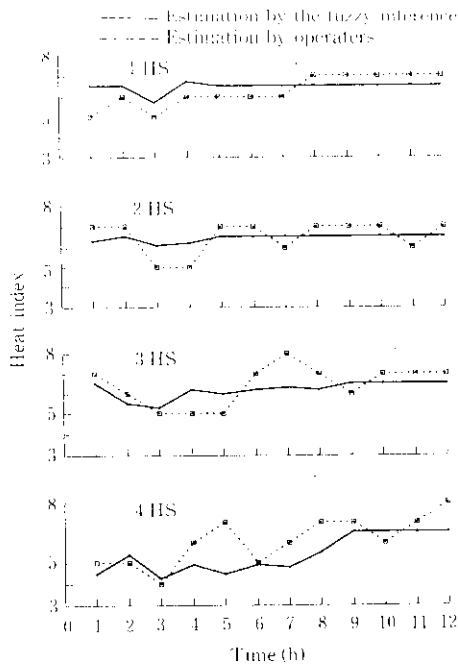 Estimation by the fuzzy inference
Estimation by operaters
Heat index
8
1 HS
5
3
8
2 HS
5
3
8
3 HS
5
3
8
4 HS
5
3
0 1 2 3 4 5 6 7 8 9 10 11 12
Time (h)